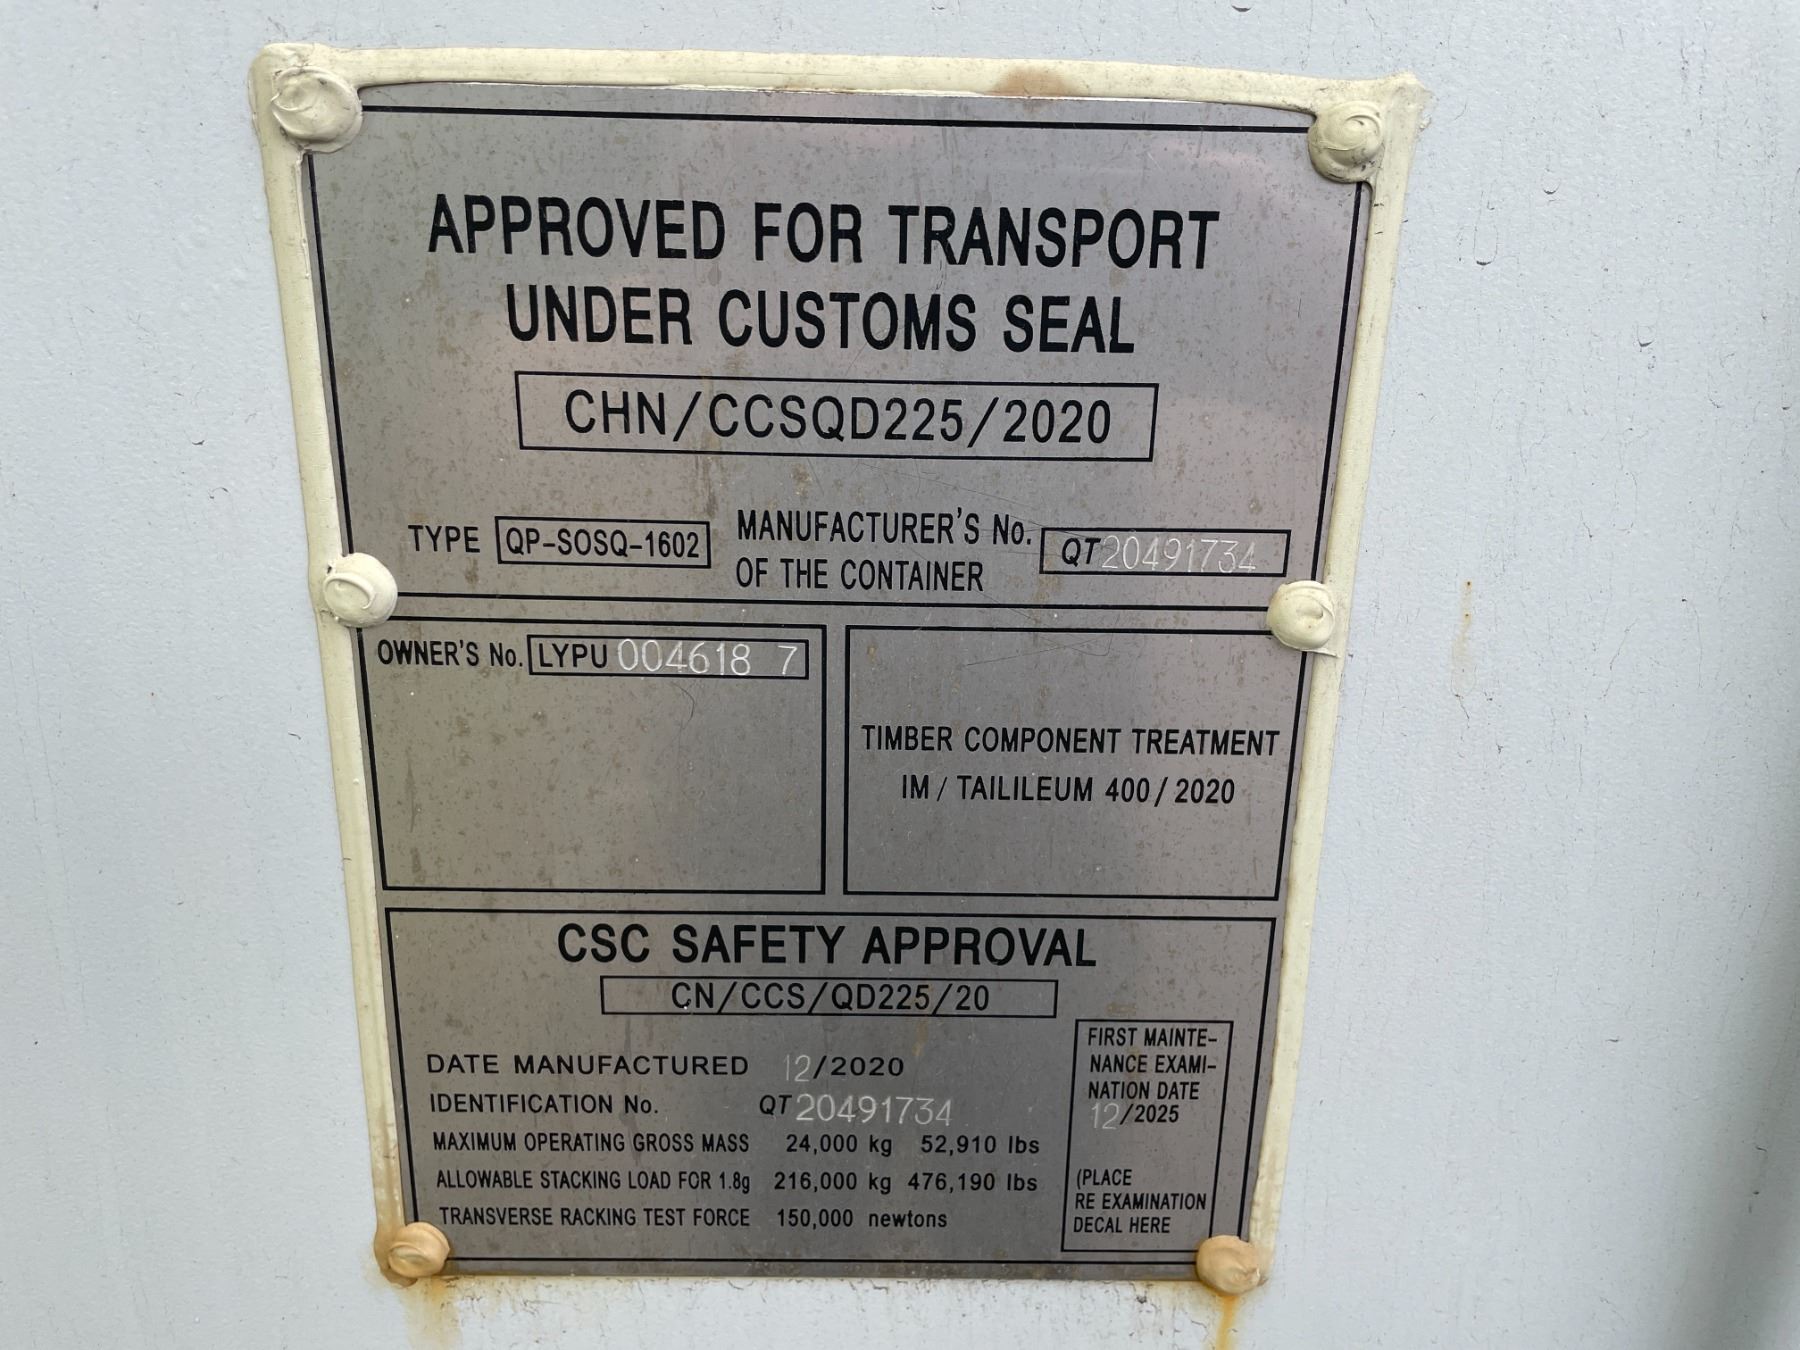 APPROVED FOR TRANSPORT
UNDER CUSTOMS SEAL
CHN/CCSQD225/2020
TYPE QP-SOSQ-1602 MANUFACTURER'S No. OF THE CONTAINER QT20491734
OWNER'S No. LYPU 004618 7
TIMBER COMPONENT TREATMENT
IM / TAILILEUM 400 / 2020
CSC SAFETY APPROVAL
CN/CCS/QD225/20
DATE MANUFACTURED 12/2020
IDENTIFICATION No. QT20491734
MAXIMUM OPERATING GROSS MASS 24,000 kg 52,910 lbs
ALLOWABLE STACKING LOAD FOR 1.8g 216,000 kg 476,190 lbs
TRANSVERSE RACKING TEST FORCE 150,000 newtons
FIRST MAINTE-
NANCE EXAMI-
NATION DATE
12/2025
(PLACE
RE EXAMINATION
DECAL HERE